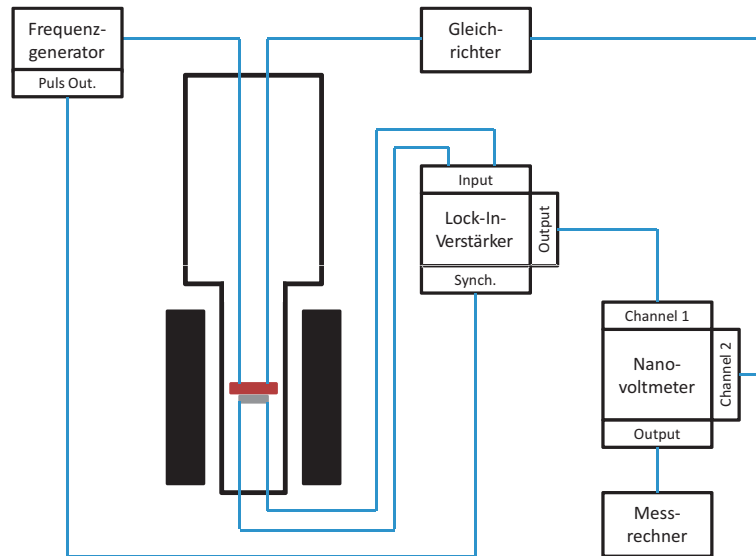 Frequenz-
generator
Puls Out.
Gleich-
richter
Input
Lock-In-
Verstärker
Output
Synch.
Channel 1
Nano-
voltmeter
Channel 2
Output
Mess-
rechner